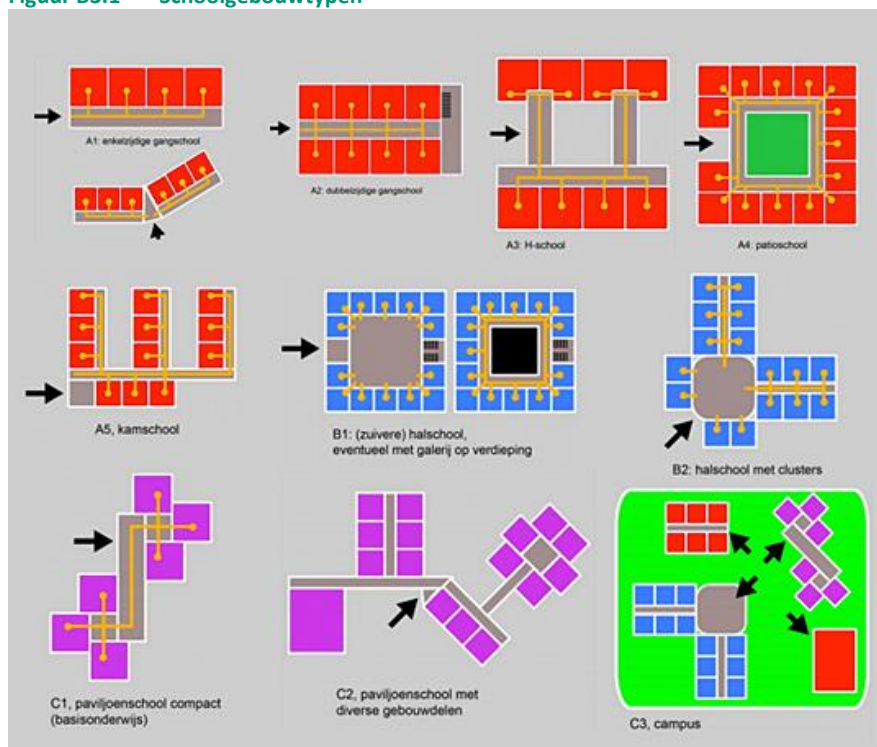 Figuur B3.1 Schoolgebouwtypen
A1: enkelzijdige gangschool
A2: dubbelzijdige gangschool
A3: H-school
A4: patioschool
A5, kamschool
B1: (zuivere) halschool,
eventueel met galerij op verdieping
B2: halschool met clusters
C1, paviljoenschool compact
(basisonderwijs)
C2, paviljoenschool met
diverse gebouwdelen
C3, campus